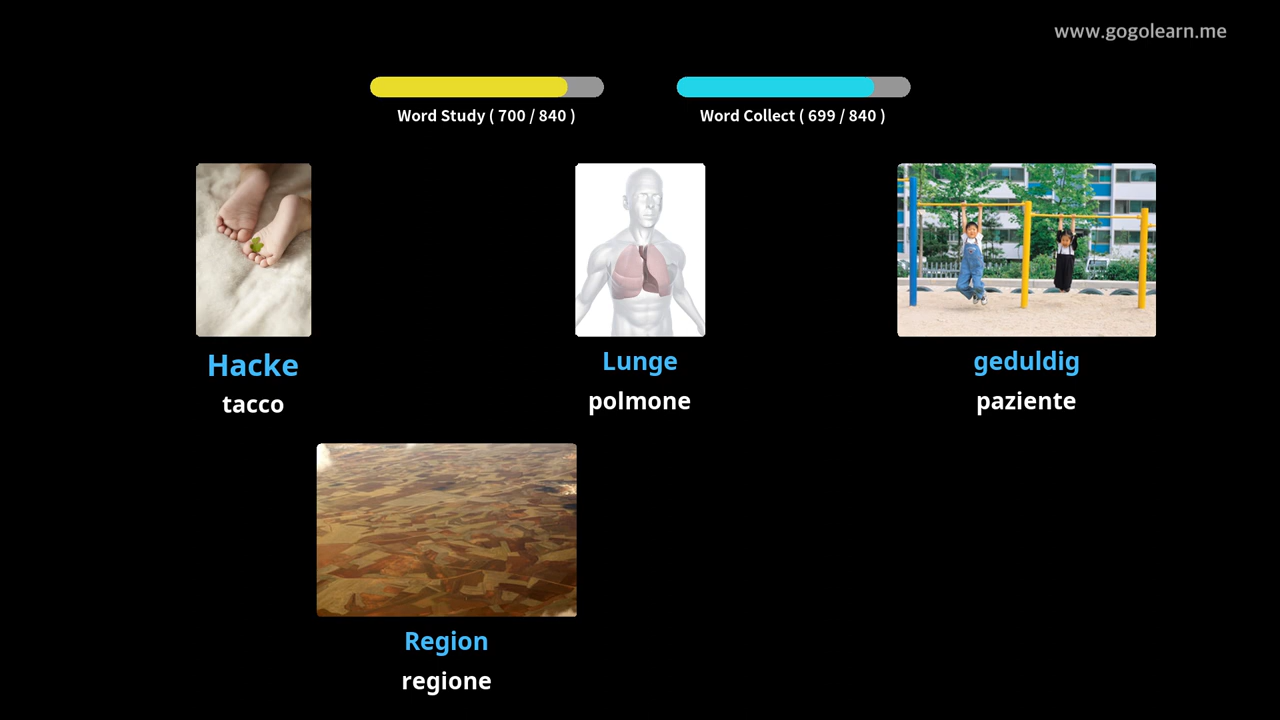 www.gogolearn.me
Word Study ( 700 / 840 )
Word Collect ( 699 / 840 )
Hacke
tacco
Lunge
polmone
geduldig
paziente
Region
regione